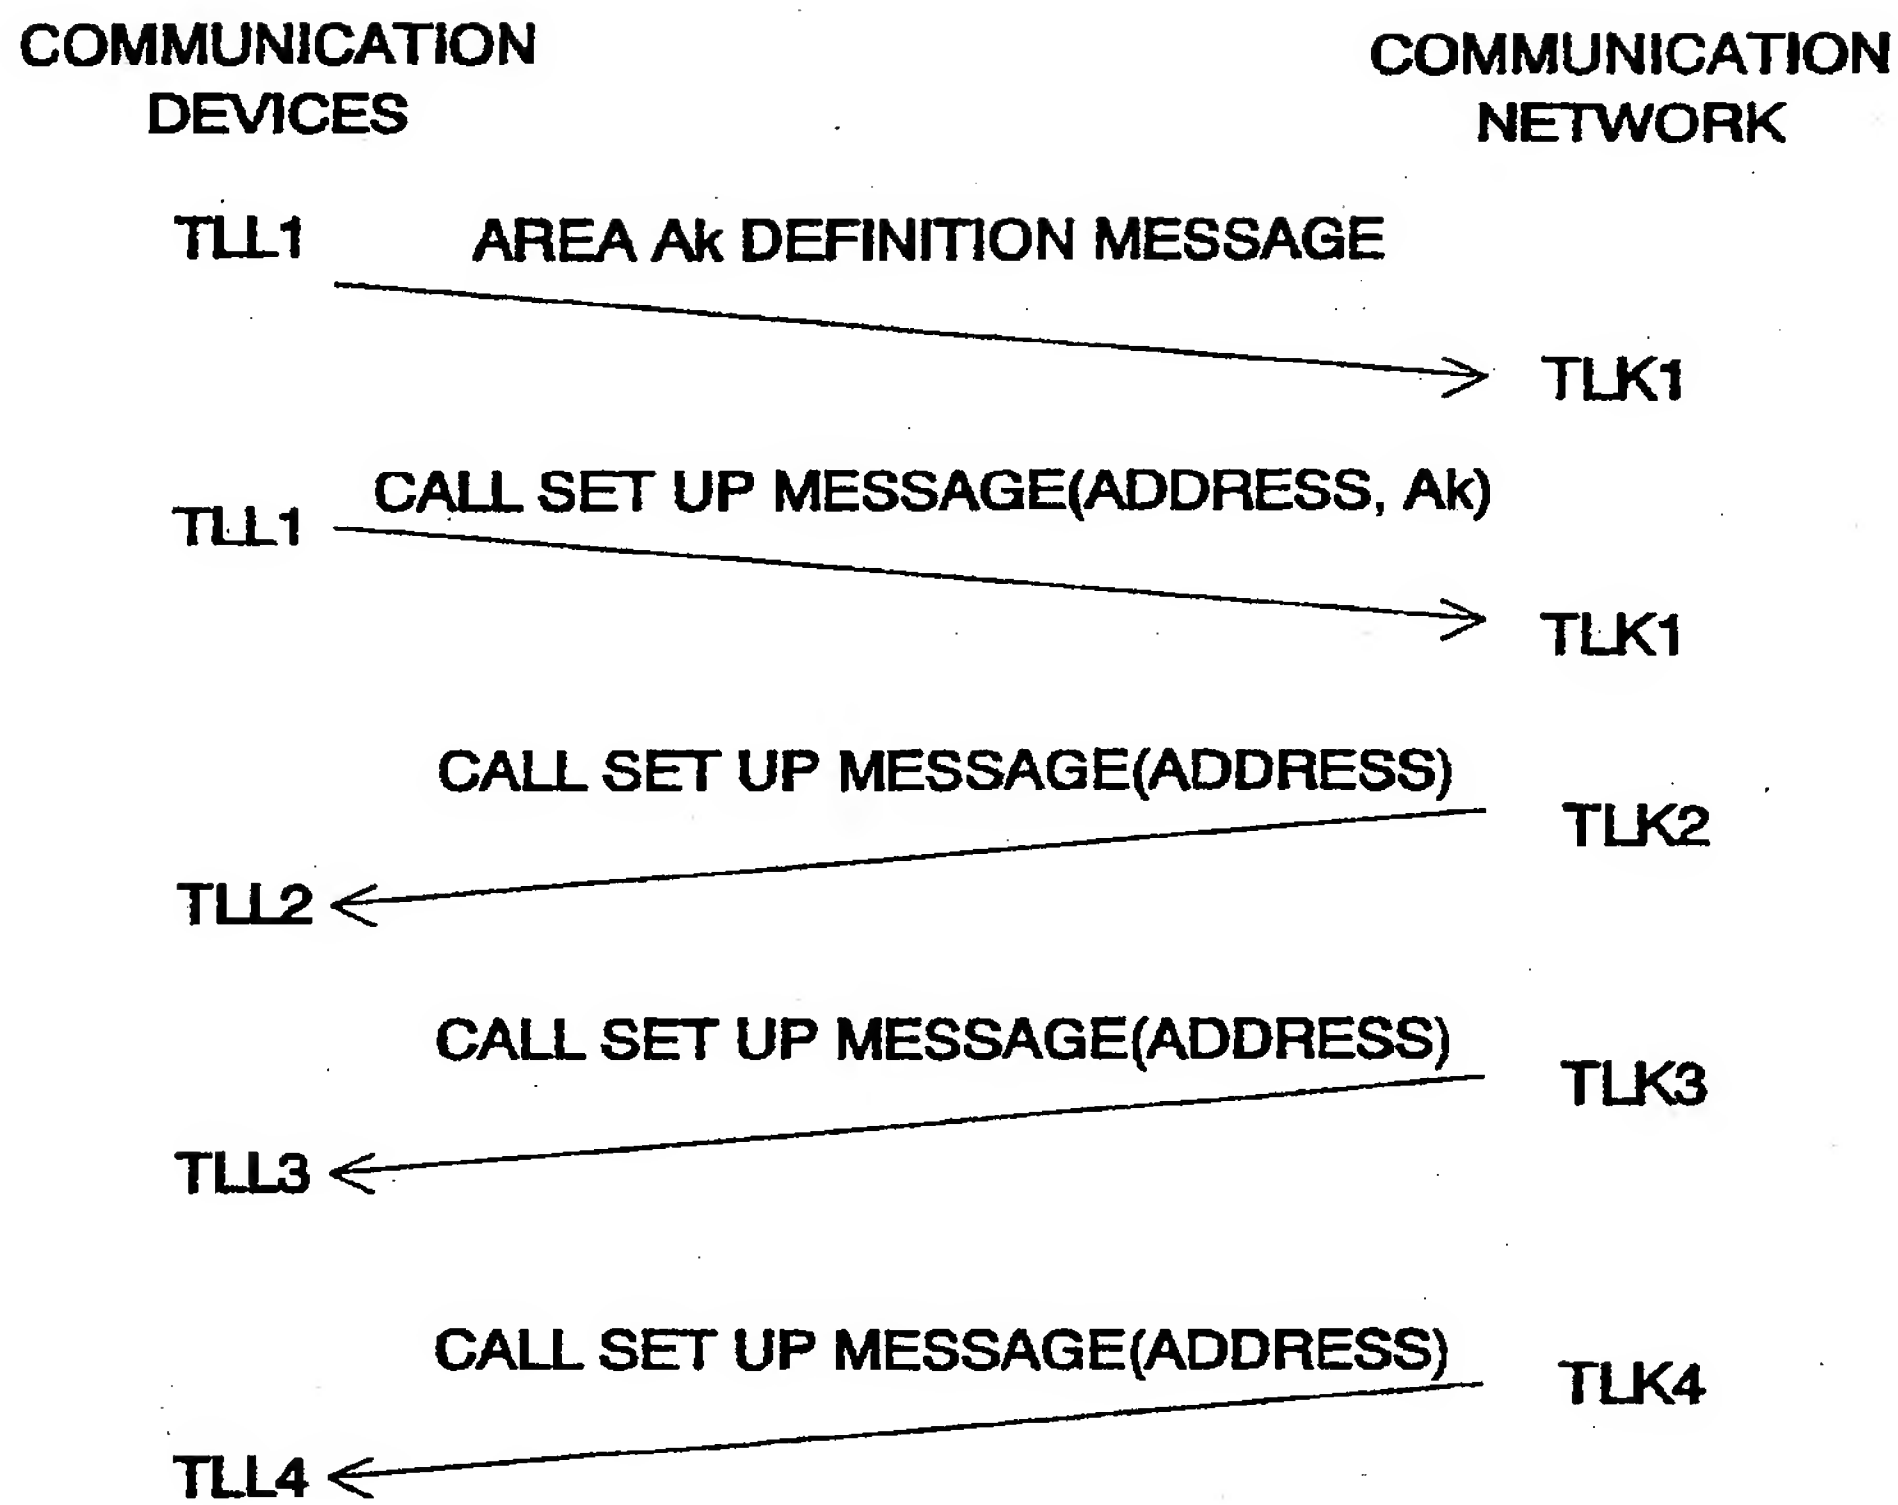 COMMUNICATION
DEVICES
COMMUNICATION
NETWORK
TLL1
AREA Ak DEFINITION MESSAGE
TLK1
CALL SET UP MESSAGE(ADDRESS, Ak)
TLL1
TLK1
CALL SET UP MESSAGE(ADDRESS)
TLK2
TLL2
CALL SET UP MESSAGE(ADDRESS)
TLK3
TLL3
CALL SET UP MESSAGE(ADDRESS)
TLK4
TLL4